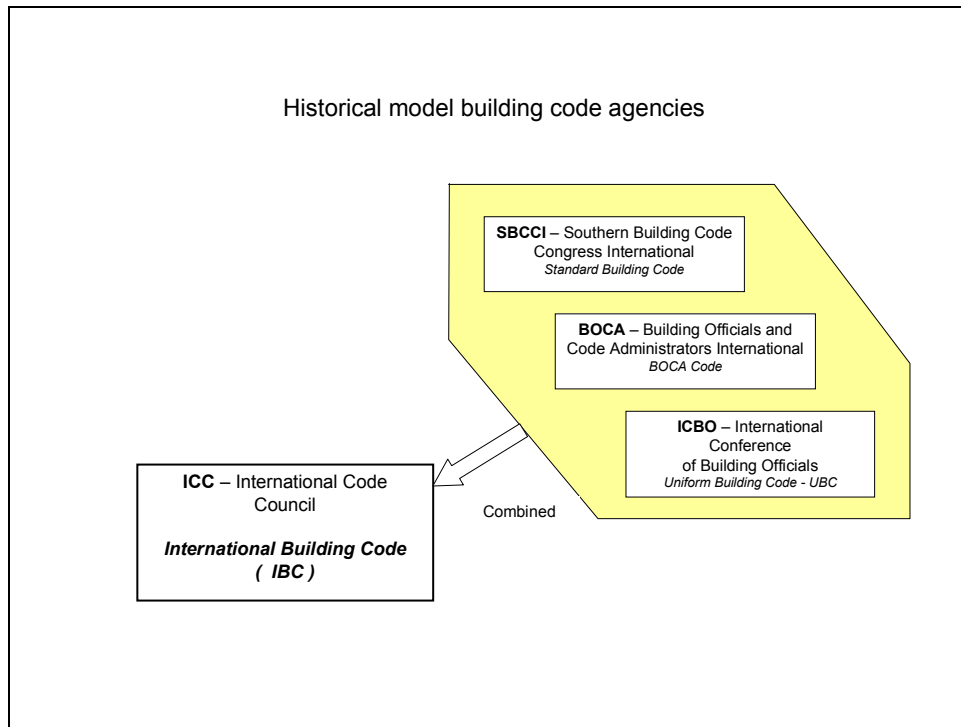 Historical model building code agencies
SBCCI – Southern Building Code
Congress International
Standard Building Code
BOCA – Building Officials and
Code Administrators International
BOCA Code
ICBO – International
Conference
of Building Officials
Uniform Building Code - UBC
Combined
ICC – International Code
Council
International Building Code
( IBC )